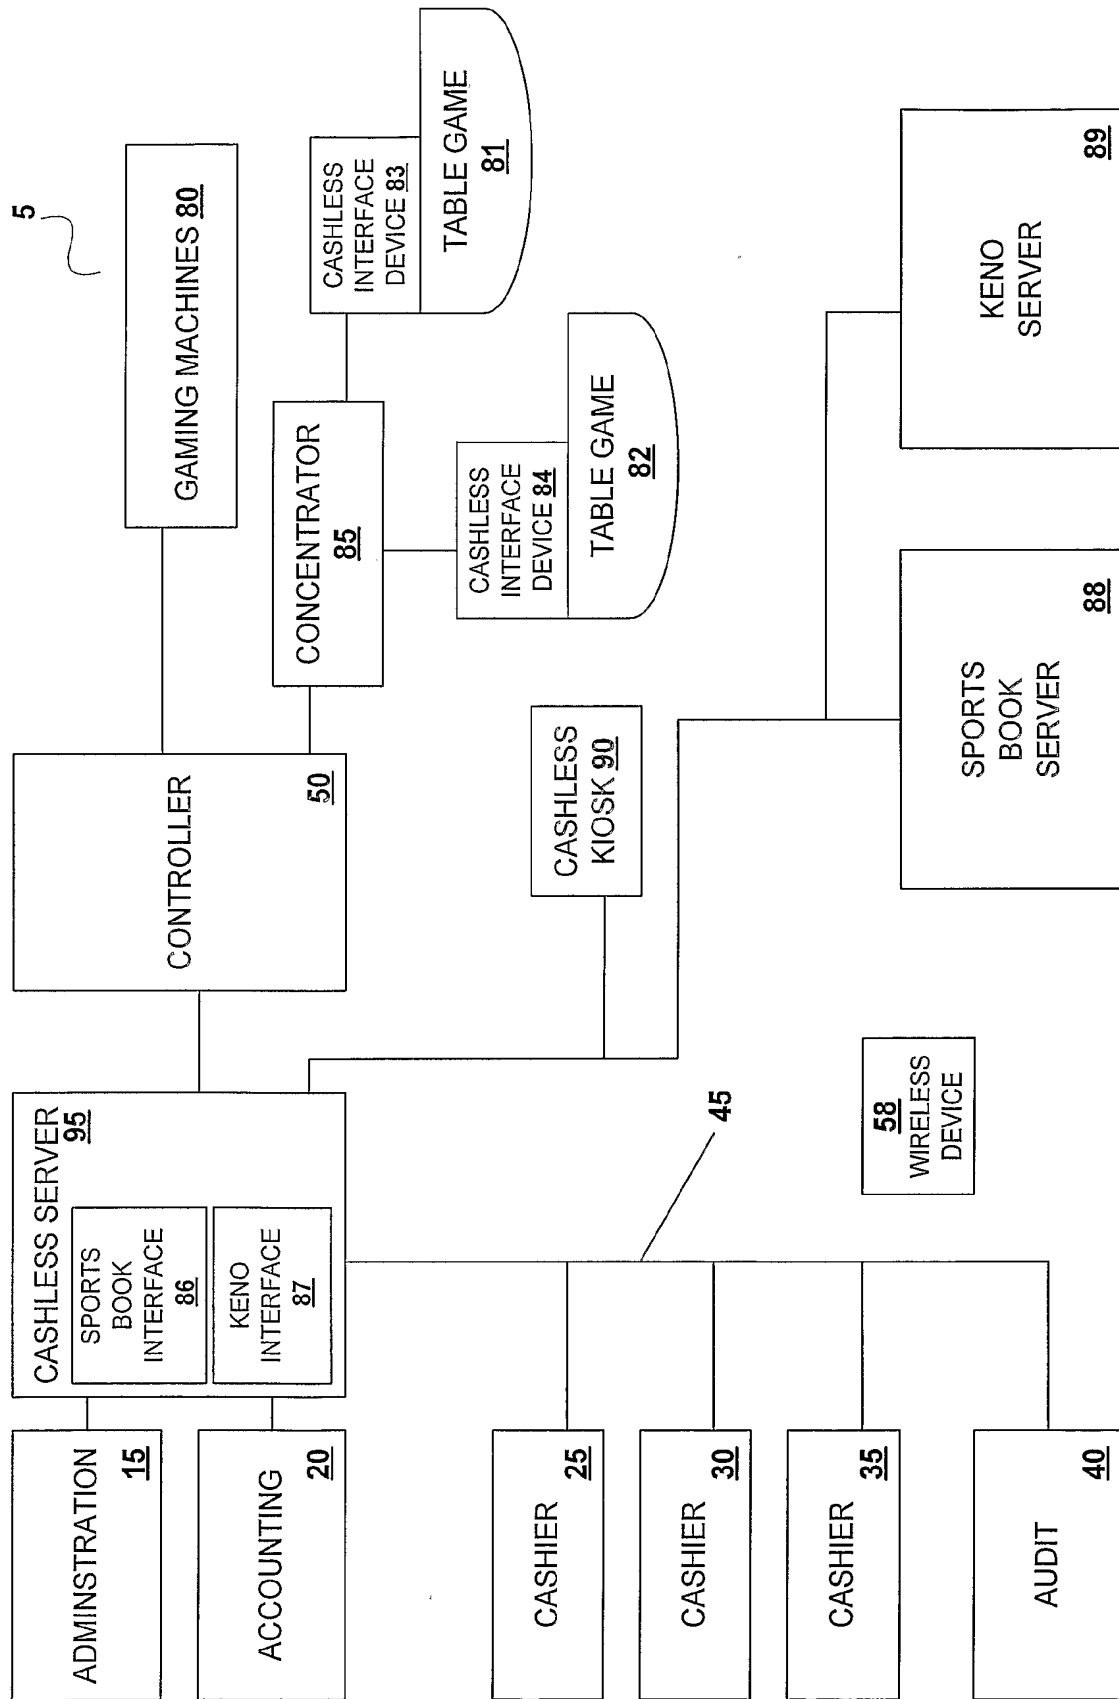 5
GAMING MACHINES 80
CASHLESS
INTERFACE
DEVICE 83
TABLE GAME
81
CONCENTRATOR
85
CASHLESS
INTERFACE
DEVICE 84
TABLE GAME
82
CONTROLLER
50
CASHLESS
KIOSK 90
KENO
SERVER
89
SPORTS
BOOK
SERVER
88
CASHLESS SERVER
95
SPORTS
BOOK
INTERFACE
86
KENO
INTERFACE
87
45
58
WIRELESS
DEVICE
ADMINSTRATION
15
ACCOUNTING
20
CASHIER
25
CASHIER
30
CASHIER
35
AUDIT
40